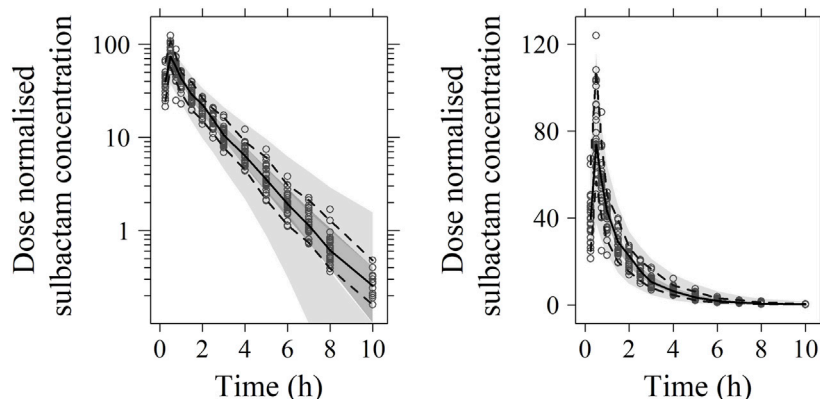 Dose normalised
sulbactam concentration
100
10
1
0 2 4 6 8 10
Time (h)
Dose normalised
sulbactam concentration
120
80
40
0
0 2 4 6 8 10
Time (h)